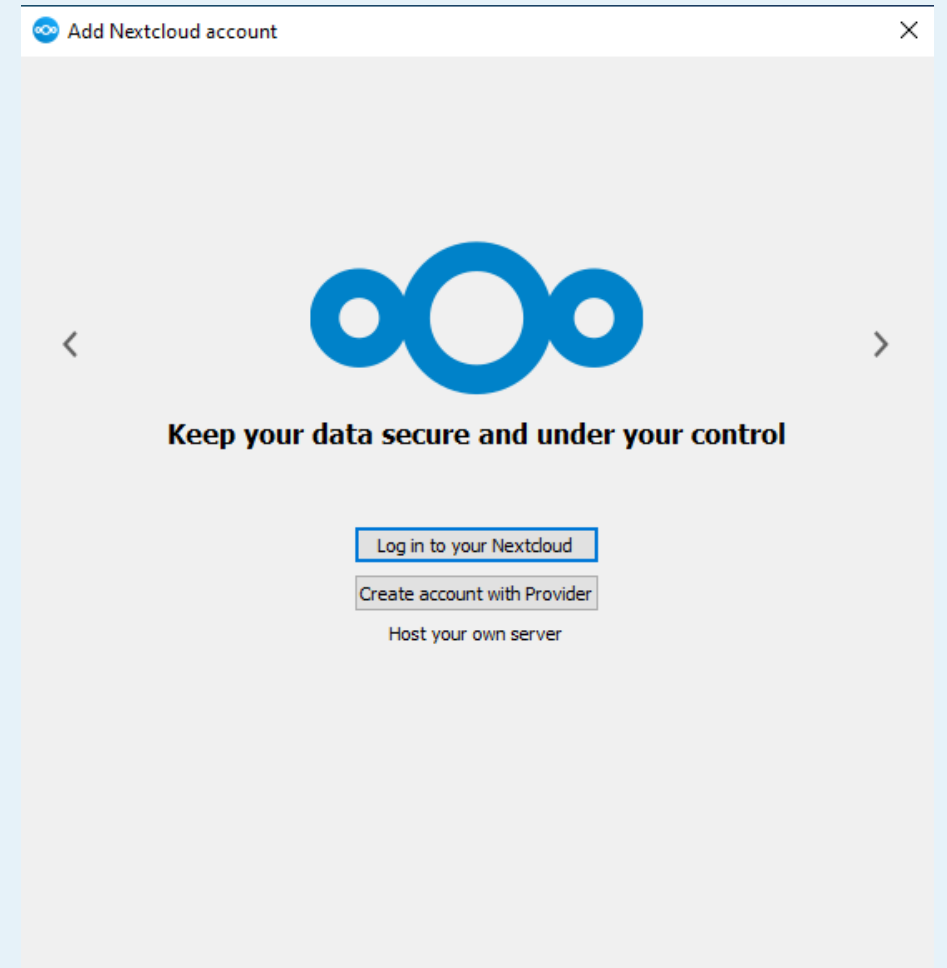 Add Nextcloud account
Keep your data secure and under your control
Log in to your Nextcloud
Create account with Provider
Host your own server